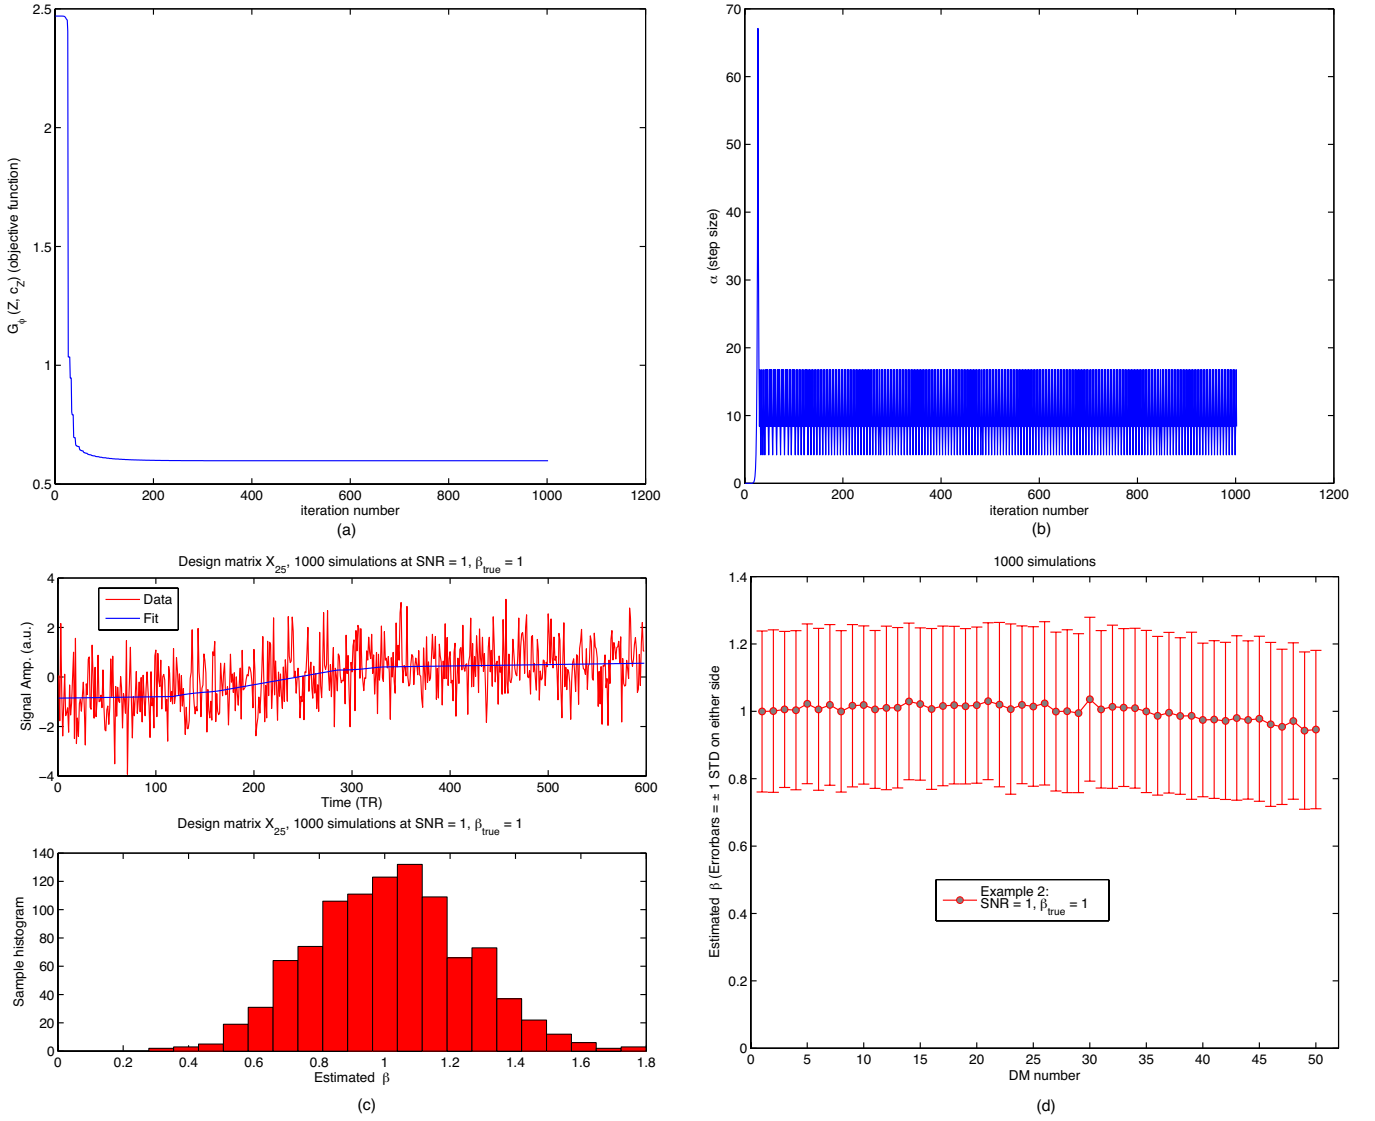 2.5
2
1.5
1
0.5
0 200 400 600 800 1000 1200
G_φ (Z, c_Z) (objective function)
iteration number
(a)
70
60
50
40
30
20
10
0
0 200 400 600 800 1000 1200
α (step size)
iteration number
(b)
Design matrix X_25, 1000 simulations at SNR = 1, β_true = 1
4
2
0
−2
−4
0 100 200 300 400 500 600
Signal Amp. (a.u.)
Data
Fit
Time (TR)
Design matrix X_25, 1000 simulations at SNR = 1, β_true = 1
140
120
100
80
60
40
20
0
0 0.2 0.4 0.6 0.8 1 1.2 1.4 1.6 1.8
Sample histogram
Estimated β
(c)
1000 simulations
1.4
1.2
1
0.8
0.6
0.4
0.2
0
0 5 10 15 20 25 30 35 40 45 50
Estimated β (Errorbars = ± 1 STD on either side
Example 2:
SNR = 1, β_true = 1
DM number
(d)